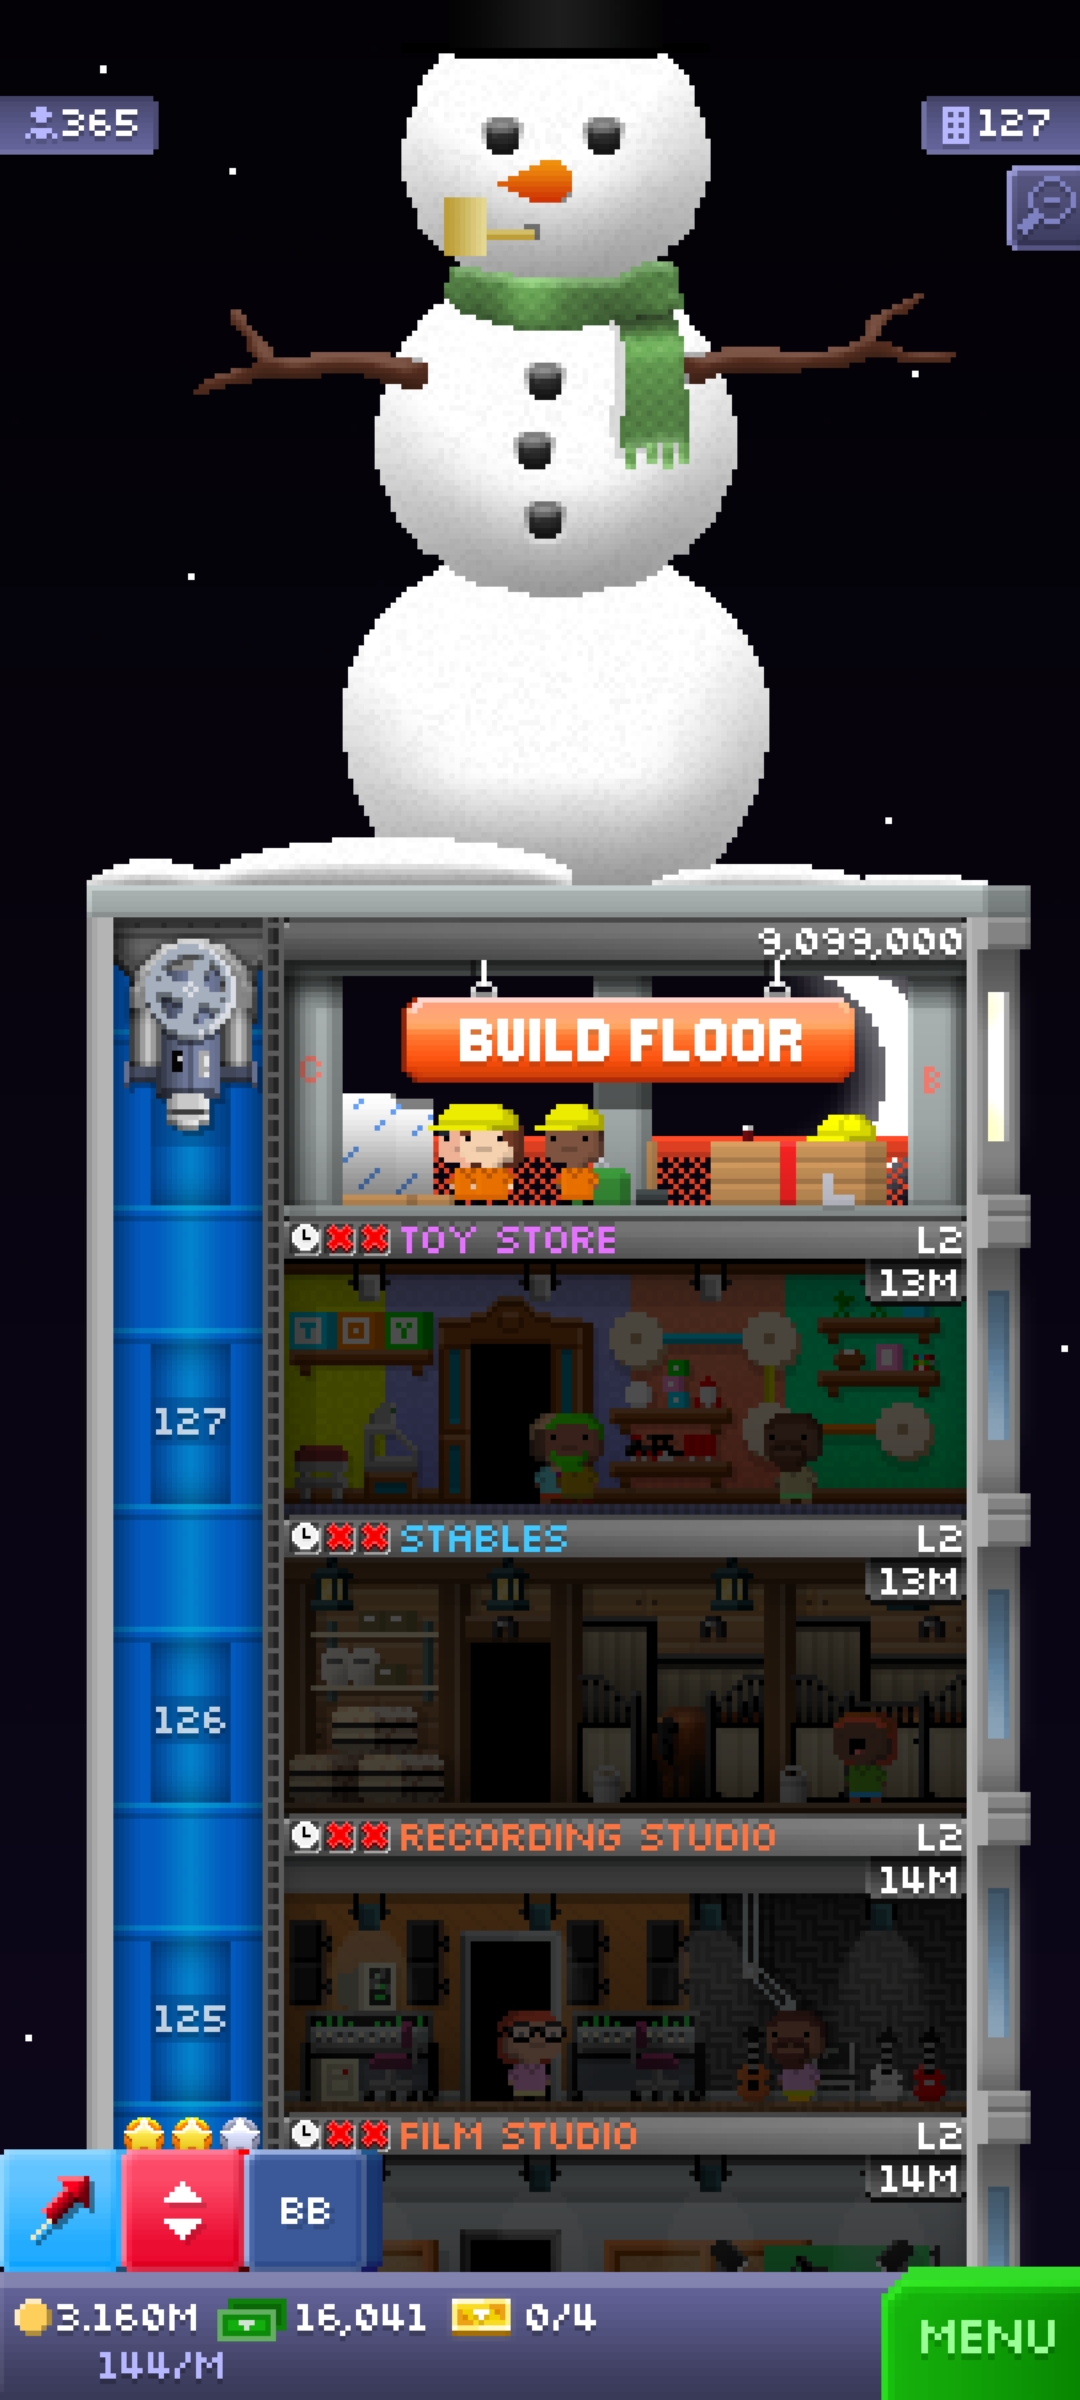 365
127
9,099,000
BUILD FLOOR
C
B
TOY STORE L2
13M
T O Y
127
STABLES L2
13M
126
RECORDING STUDIO L2
14M
125
FILM STUDIO L2
14M
BB
3.160M 16,041 0/4
144/M
MENU